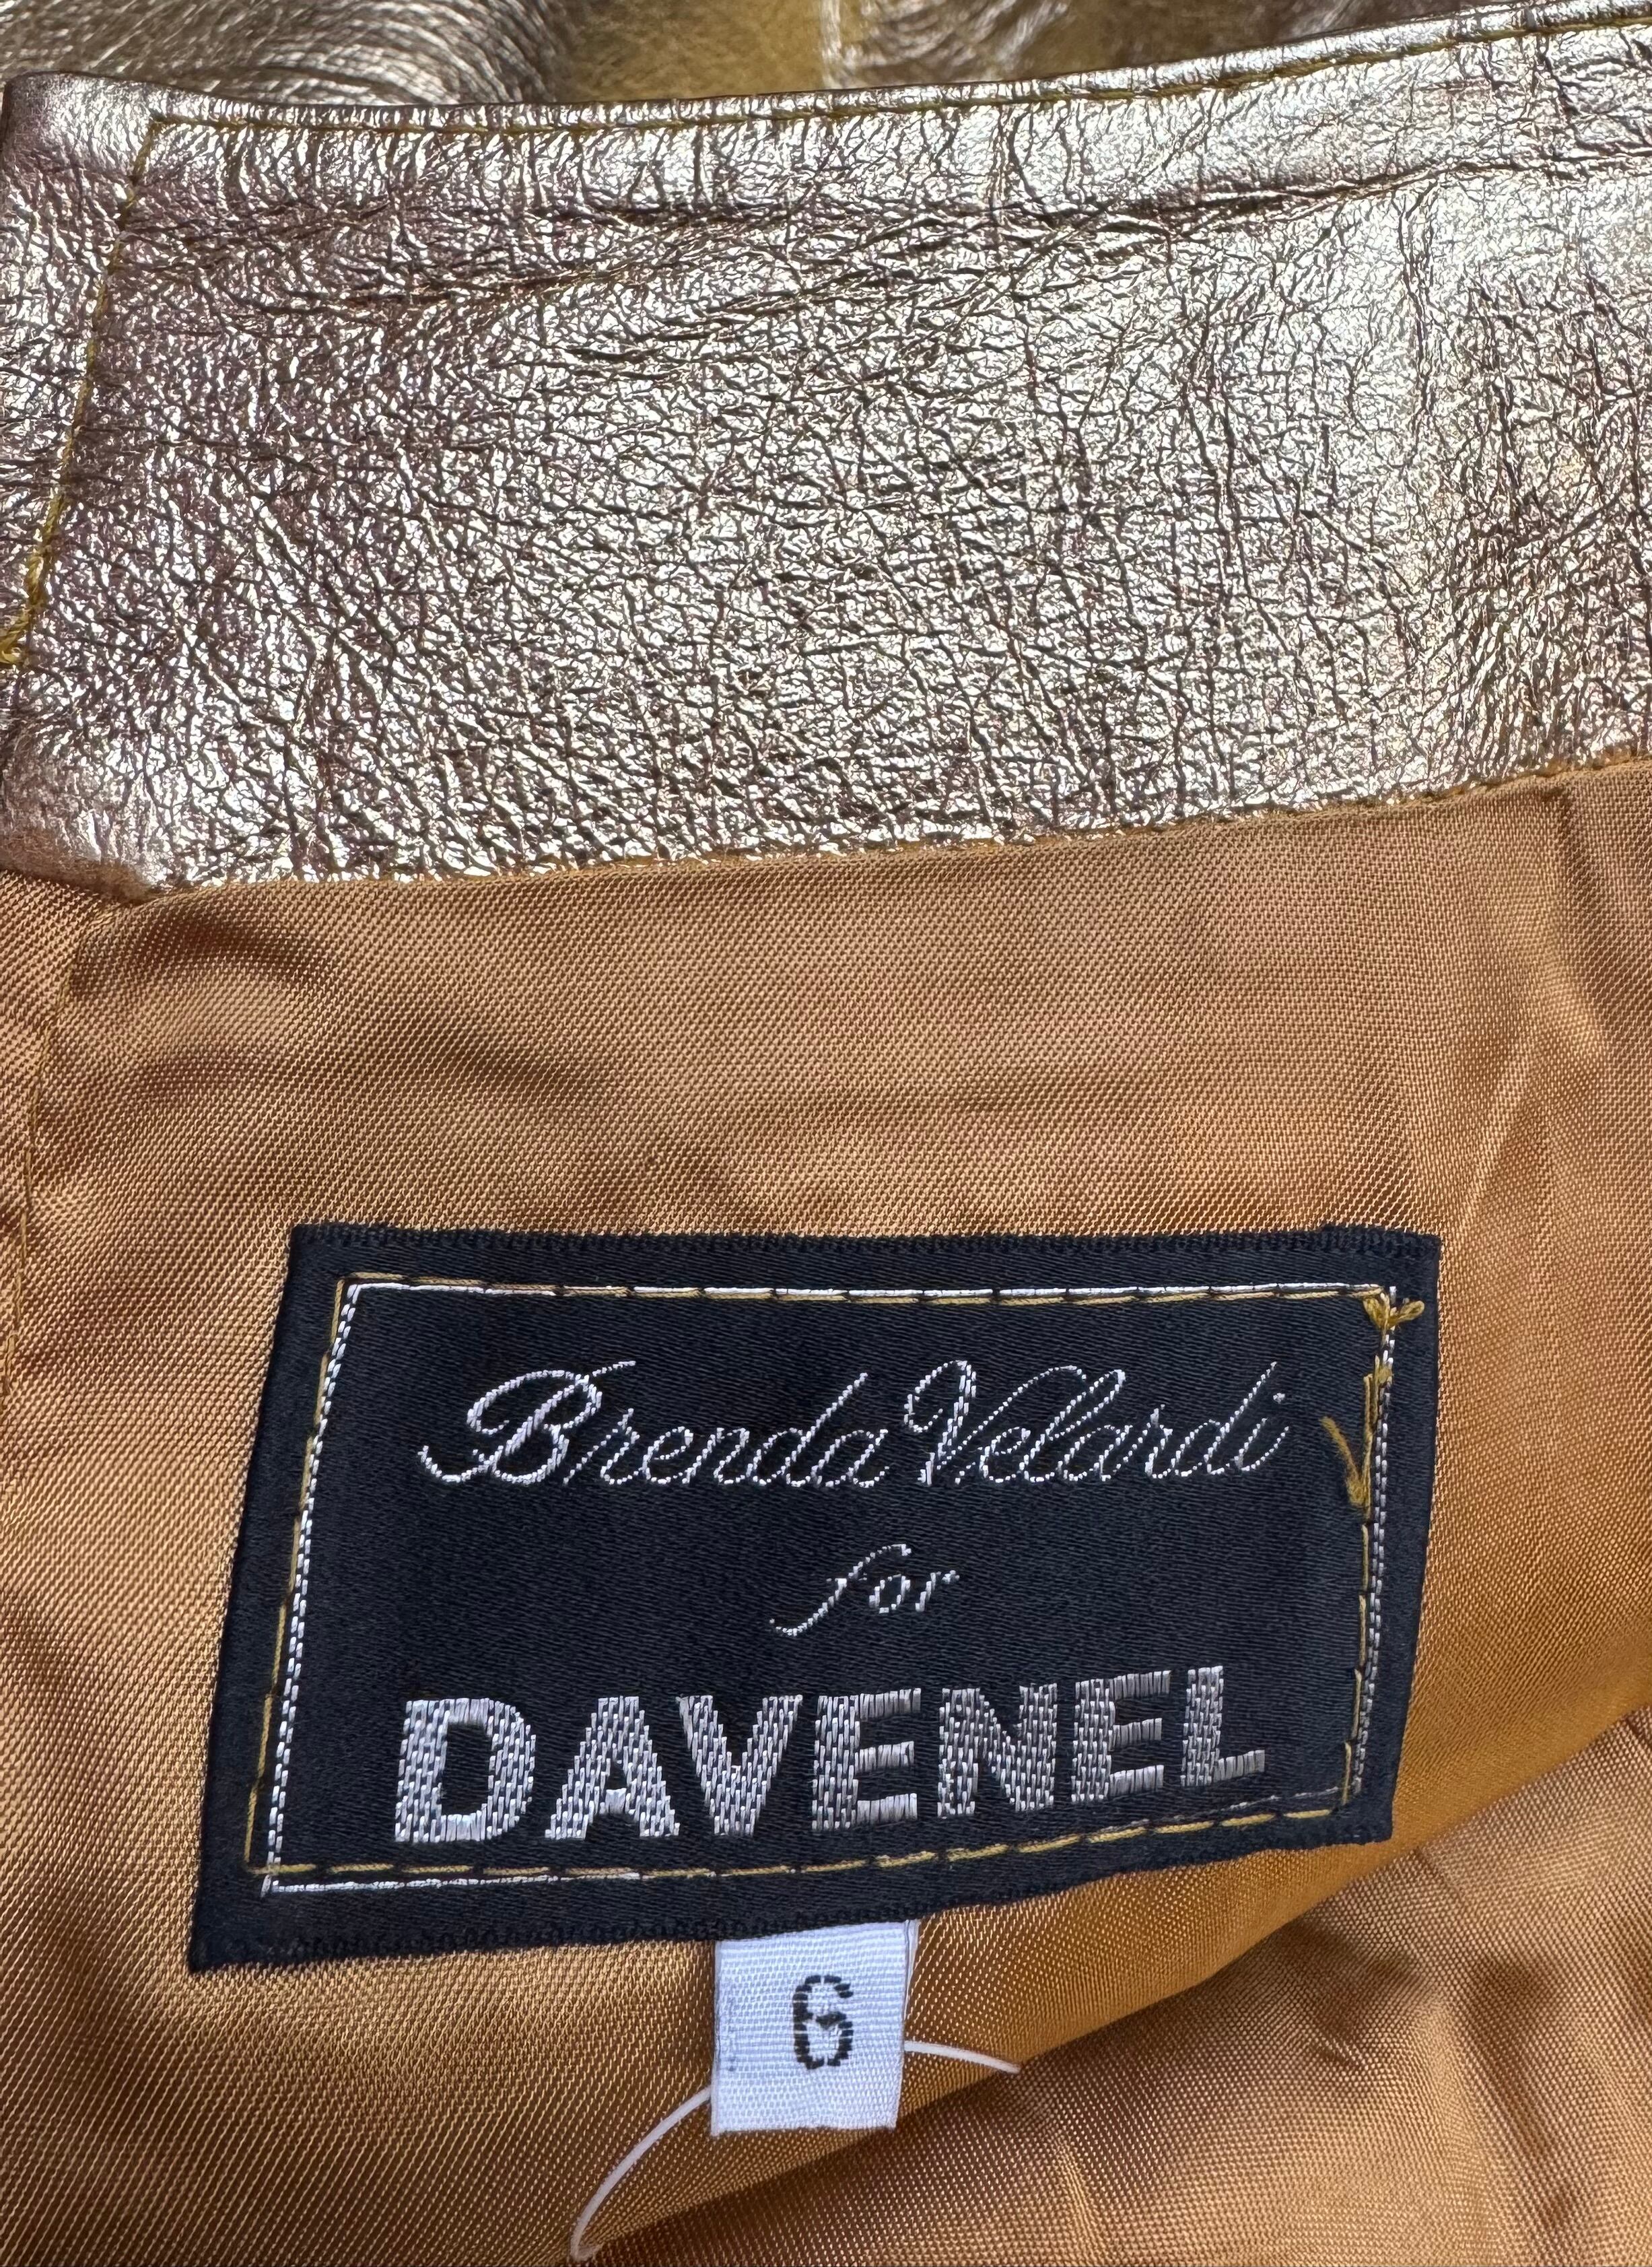 Brenda Velardi
for
DAVENEL
6